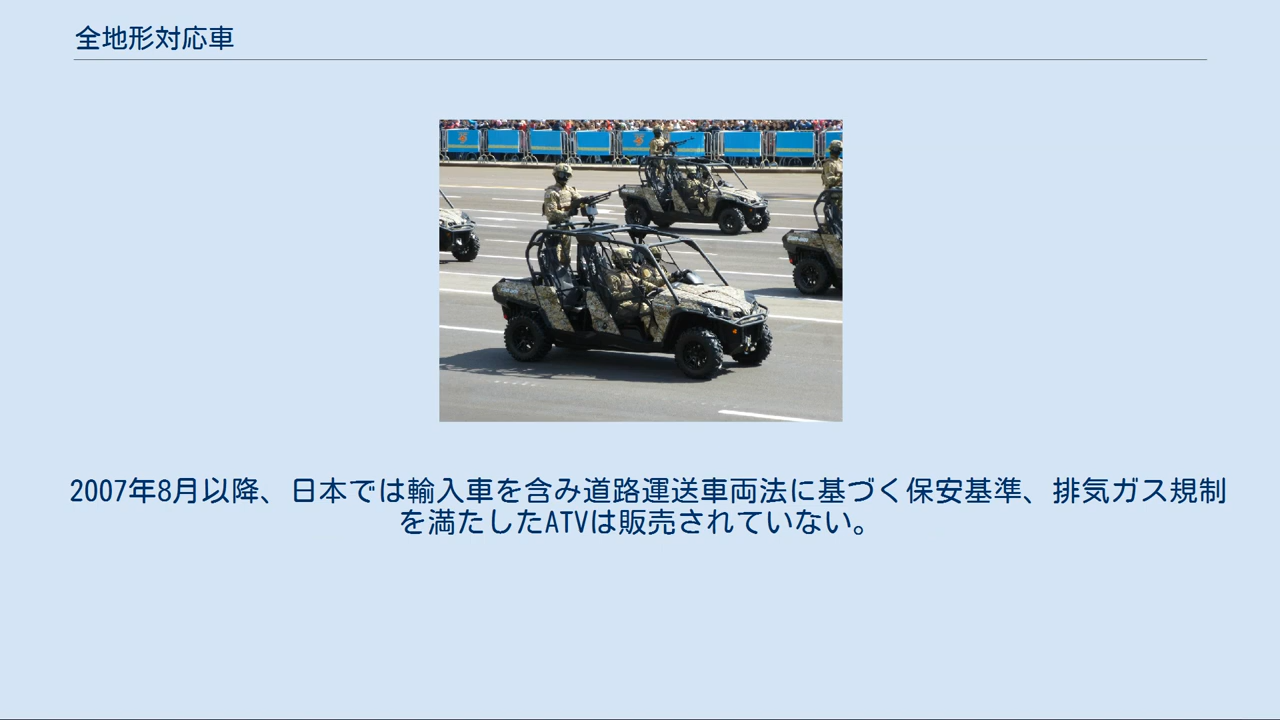 全地形対応車
2007年8月以降、日本では輸入車を含み道路運送車両法に基づく保安基準、排気ガス規制
を満たしたATVは販売されていない。